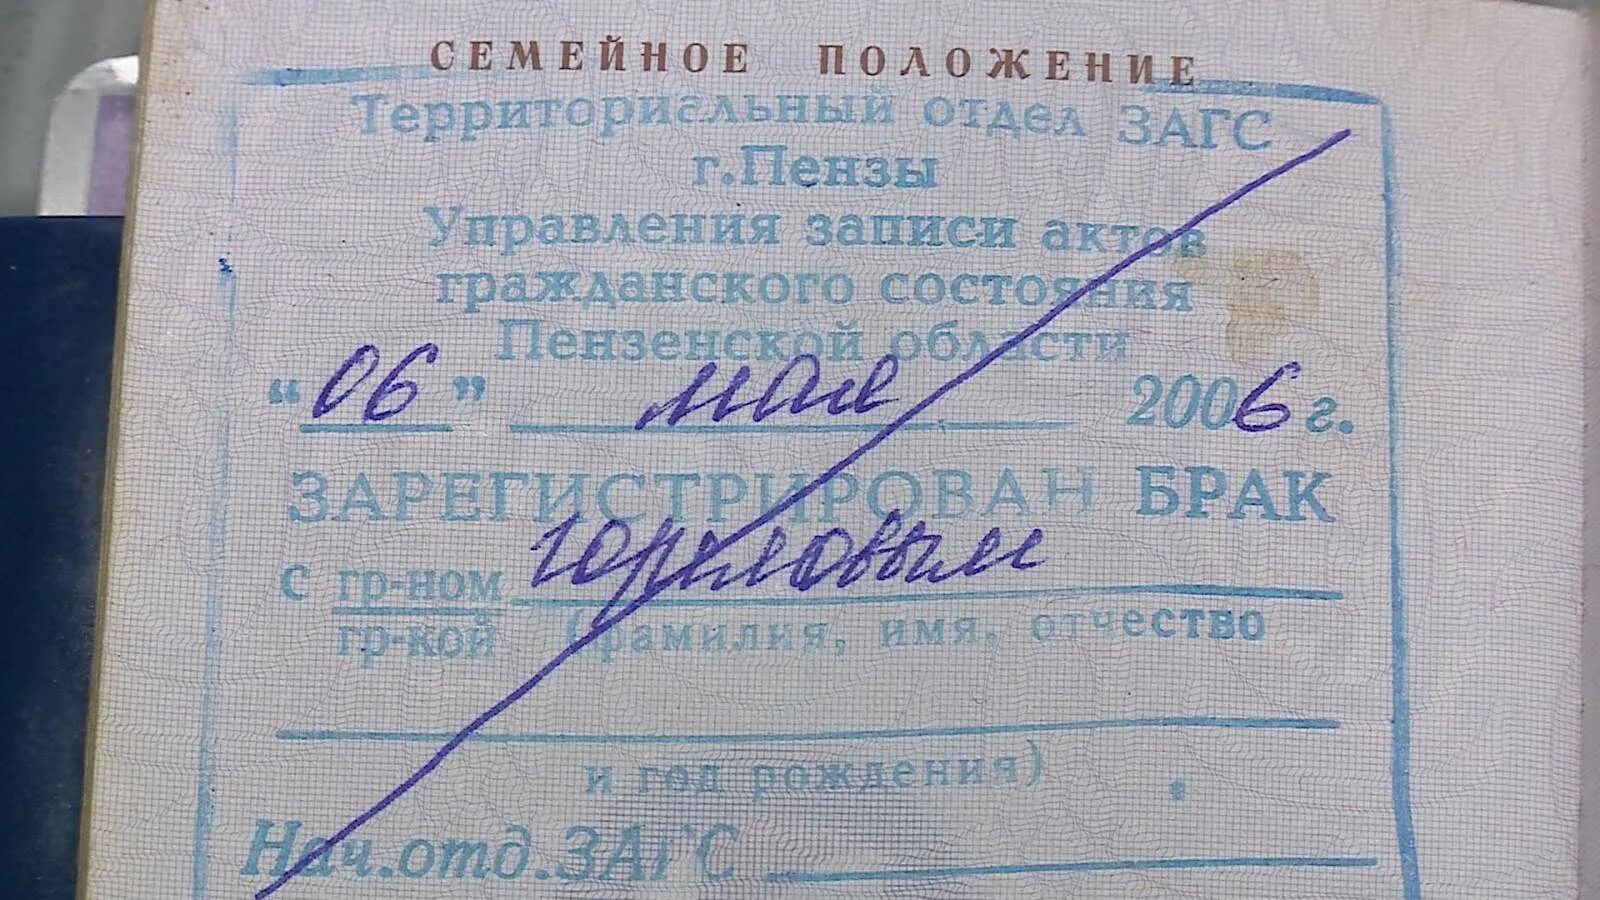 СЕМЕЙНОЕ ПОЛОЖЕНИЕ
Территориальный отдел ЗАГС
г.Пензы
Управления записи актов
гражданского состояния
Пензенской области
"06" мая 2006 г.
ЗАРЕГИСТРИРОВАН БРАК
с гр-ном
гр-кой (фамилия, имя, отчество
и год рождения)
Нач.отд.ЗАГС